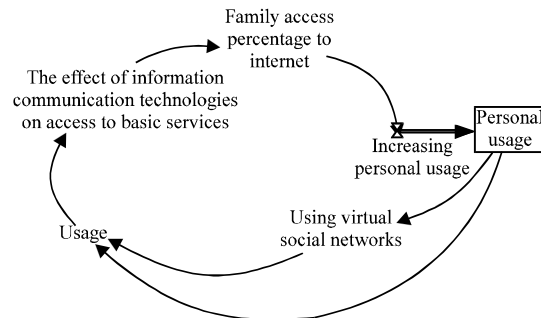 Family access
percentage to
internet
The effect of information
communication technologies
on access to basic services
Personal
usage
Increasing
personal usage
Using virtual
social networks
Usage